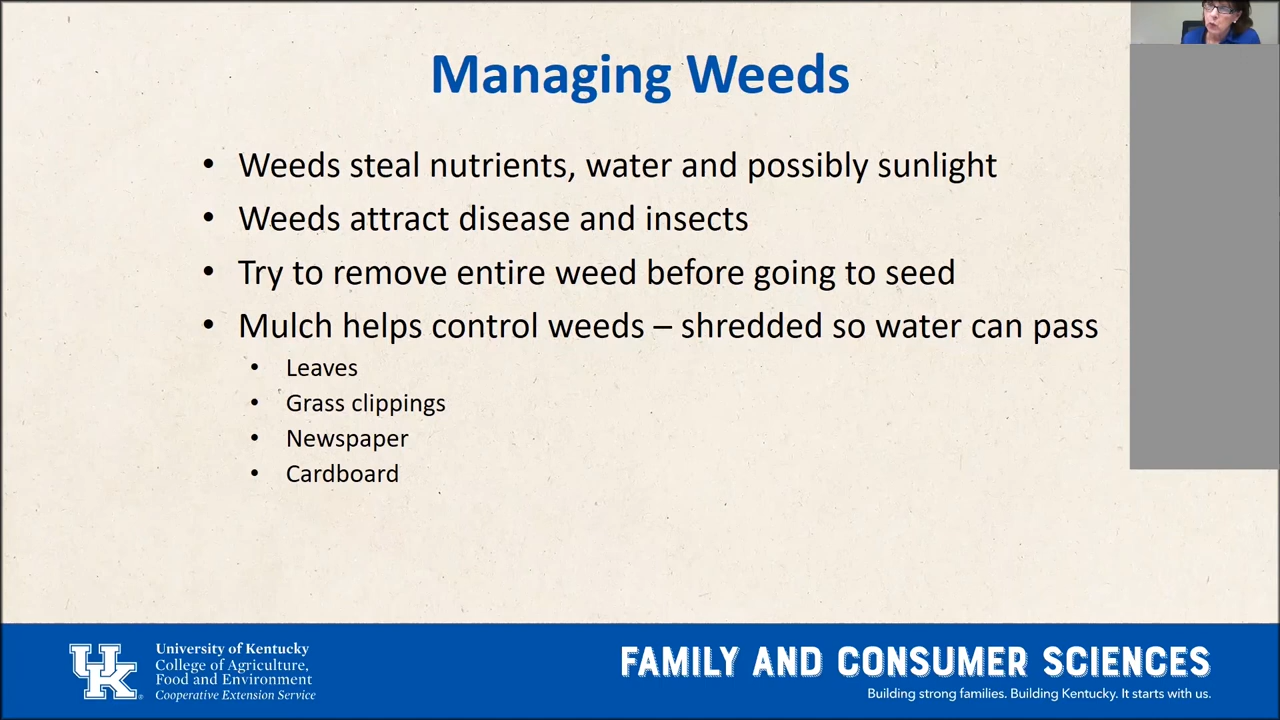 Managing Weeds
• Weeds steal nutrients, water and possibly sunlight
• Weeds attract disease and insects
• Try to remove entire weed before going to seed
• Mulch helps control weeds – shredded so water can pass
• Leaves
• Grass clippings
• Newspaper
• Cardboard
UK
University of Kentucky
College of Agriculture,
Food and Environment
Cooperative Extension Service
FAMILY AND CONSUMER SCIENCES
Building strong families. Building Kentucky. It starts with us.